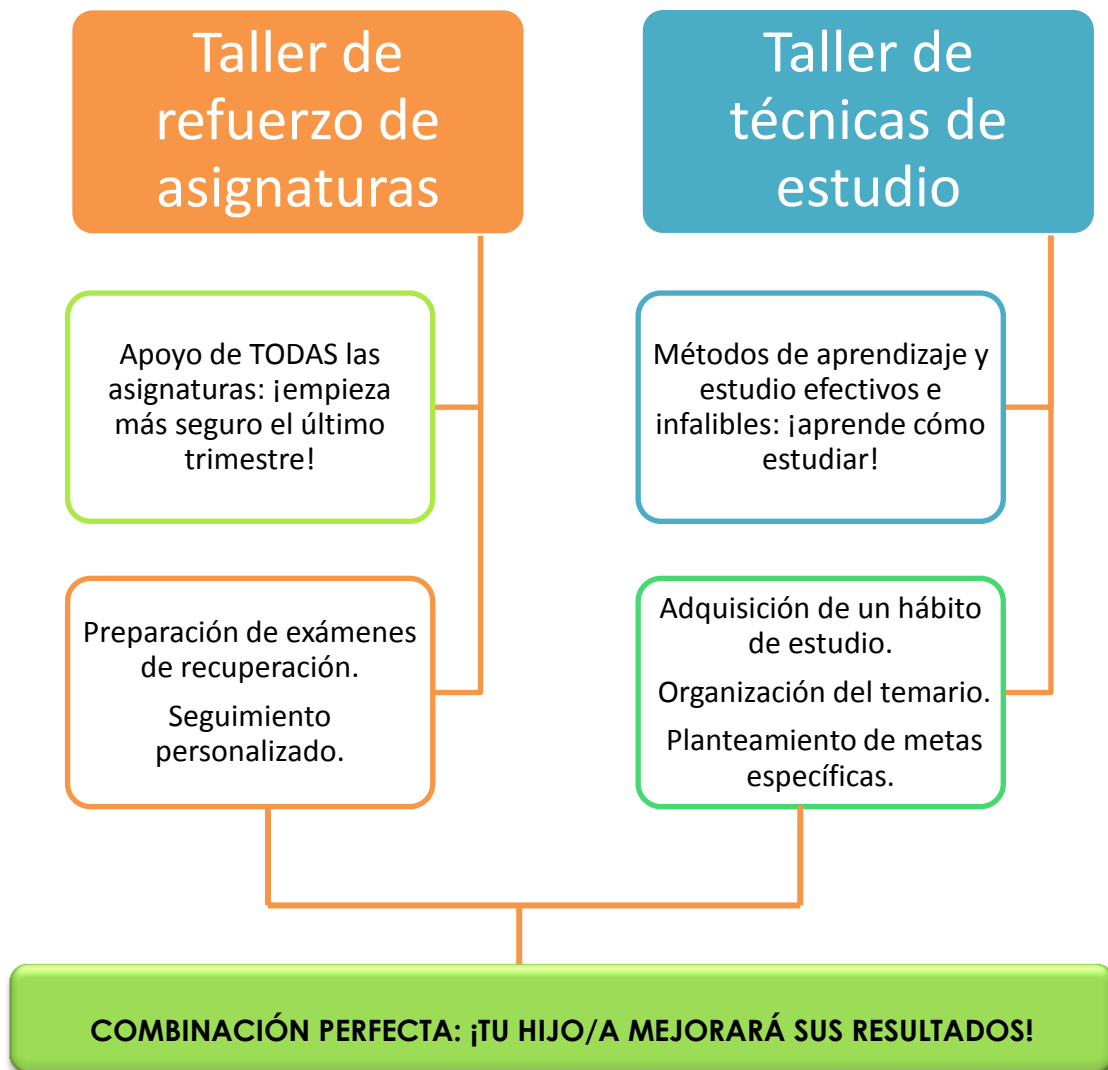 Taller de
refuerzo de
asignaturas
Apoyo de TODAS las
asignaturas: ¡empieza
más seguro el último
trimestre!
Preparación de exámenes
de recuperación.
Seguimiento
personalizado.
Taller de
técnicas de
estudio
Métodos de aprendizaje y
estudio efectivos e
infalibles: ¡aprende cómo
estudiar!
Adquisición de un hábito
de estudio.
Organización del temario.
Planteamiento de metas
específicas.
COMBINACIÓN PERFECTA: ¡TU HIJO/A MEJORARÁ SUS RESULTADOS!